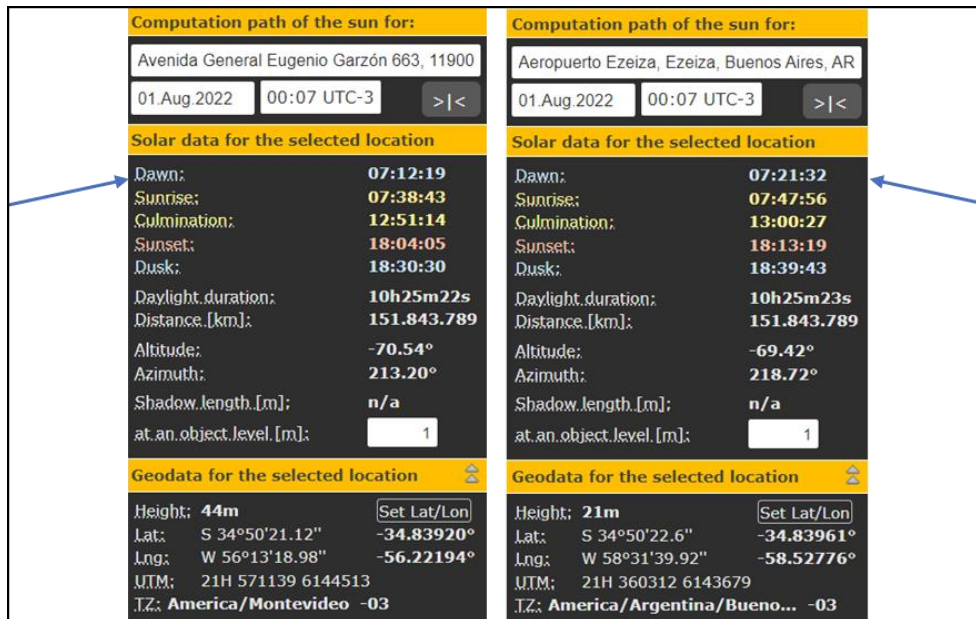 Computation path of the sun for:
Avenida General Eugenio Garzón 663, 11900
01.Aug.2022 00:07 UTC-3 >|<
Solar data for the selected location
Dawn: 07:12:19
Sunrise: 07:38:43
Culmination: 12:51:14
Sunset: 18:04:05
Dusk: 18:30:30
Daylight duration: 10h25m22s
Distance [km]: 151.843.789
Altitude: -70.54°
Azimuth: 213.20°
Shadow length [m]: n/a
at an object level [m]: 1
Geodata for the selected location
Height: 44m Set Lat/Lon
Lat: S 34°50'21.12'' -34.83920°
Lng: W 56°13'18.98'' -56.22194°
UTM: 21H 571139 6144513
TZ: America/Montevideo -03
Computation path of the sun for:
Aeropuerto Ezeiza, Ezeiza, Buenos Aires, AR
01.Aug.2022 00:07 UTC-3 >|<
Solar data for the selected location
Dawn: 07:21:32
Sunrise: 07:47:56
Culmination: 13:00:27
Sunset: 18:13:19
Dusk: 18:39:43
Daylight duration: 10h25m23s
Distance [km]: 151.843.789
Altitude: -69.42°
Azimuth: 218.72°
Shadow length [m]: n/a
at an object level [m]: 1
Geodata for the selected location
Height: 21m Set Lat/Lon
Lat: S 34°50'22.6'' -34.83961°
Lng: W 58°31'39.92'' -58.52776°
UTM: 21H 360312 6143679
TZ: America/Argentina/Bueno... -03